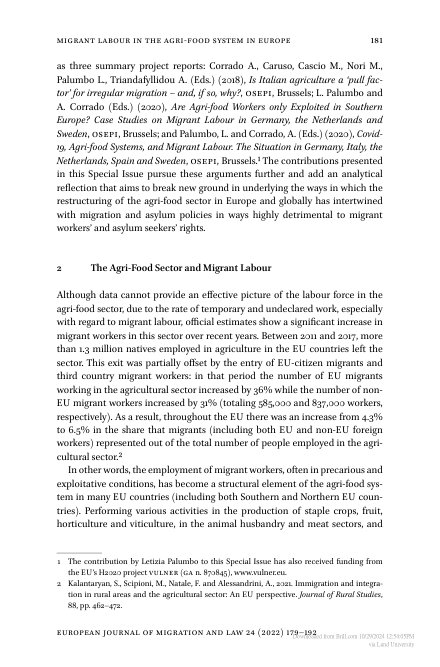 MIGRANT LABOUR IN THE AGRI-FOOD SYSTEM IN EUROPE 181
as three summary project reports: Corrado A., Caruso, Cascio M., Nori M.,
Palumbo L., Triandafyllidou A. (Eds.) (2018), Is Italian agriculture a ‘pull fac-
tor’ for irregular migration – and, if so, why?, OSEPI, Brussels; L. Palumbo and
A. Corrado (Eds.) (2020), Are Agri-food Workers only Exploited in Southern
Europe? Case Studies on Migrant Labour in Germany, the Netherlands and
Sweden, OSEPI, Brussels; and Palumbo, L. and Corrado, A. (Eds.) (2020), Covid-
19, Agri-food Systems, and Migrant Labour. The Situation in Germany, Italy, the
Netherlands, Spain and Sweden, OSEPI, Brussels.1 The contributions presented
in this Special Issue pursue these arguments further and add an analytical
reflection that aims to break new ground in underlying the ways in which the
restructuring of the agri-food sector in Europe and globally has intertwined
with migration and asylum policies in ways highly detrimental to migrant
workers’ and asylum seekers’ rights.
2 The Agri-Food Sector and Migrant Labour
Although data cannot provide an effective picture of the labour force in the
agri-food sector, due to the rate of temporary and undeclared work, especially
with regard to migrant labour, official estimates show a significant increase in
migrant workers in this sector over recent years. Between 2011 and 2017, more
than 1.3 million natives employed in agriculture in the EU countries left the
sector. This exit was partially offset by the entry of EU-citizen migrants and
third country migrant workers: in that period the number of EU migrants
working in the agricultural sector increased by 36% while the number of non-
EU migrant workers increased by 31% (totaling 585,000 and 837,000 workers,
respectively). As a result, throughout the EU there was an increase from 4.3%
to 6.5% in the share that migrants (including both EU and non-EU foreign
workers) represented out of the total number of people employed in the agri-
cultural sector.2
In other words, the employment of migrant workers, often in precarious and
exploitative conditions, has become a structural element of the agri-food sys-
tem in many EU countries (including both Southern and Northern EU coun-
tries). Performing various activities in the production of staple crops, fruit,
horticulture and viticulture, in the animal husbandry and meat sectors, and
1 The contribution by Letizia Palumbo to this Special Issue has also received funding from
the EU’s H2020 project VULNER (GA n. 870845), www.vulner.eu.
2 Kalantaryan, S., Scipioni, M., Natale, F. and Alessandrini, A., 2021. Immigration and integra-
tion in rural areas and the agricultural sector: An EU perspective. Journal of Rural Studies,
88, pp. 462–472.
EUROPEAN JOURNAL OF MIGRATION AND LAW 24 (2022) 179–192
Downloaded from Brill.com
via Leiden University